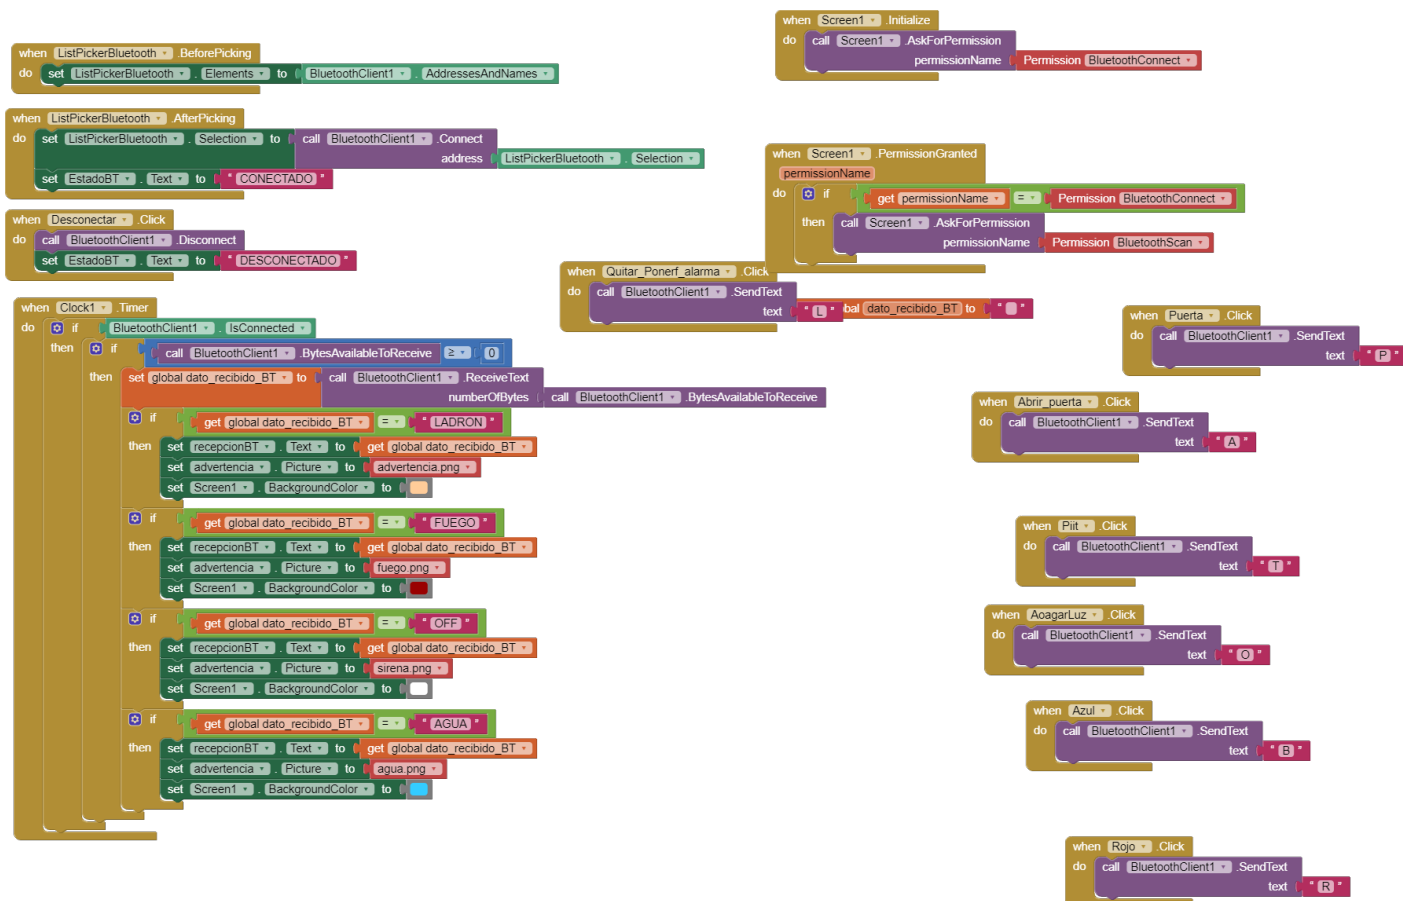 when ListPickerBluetooth .BeforePicking
do set ListPickerBluetooth . Elements to BluetoothClient1 . AddressesAndNames
when ListPickerBluetooth .AfterPicking
do set ListPickerBluetooth . Selection to call BluetoothClient1 .Connect
address ListPickerBluetooth . Selection
set EstadoBT . Text to " CONECTADO "
when Desconectar .Click
do call BluetoothClient1 .Disconnect
set EstadoBT . Text to " DESCONECTADO "
when Clock1 .Timer
do if BluetoothClient1 . IsConnected
then if call BluetoothClient1 .BytesAvailableToReceive ≥ 0
then set global dato_recibido_BT to call BluetoothClient1 .ReceiveText
numberOfBytes call BluetoothClient1 .BytesAvailableToReceive
if get global dato_recibido_BT = " LADRON "
then set recepcionBT . Text to get global dato_recibido_BT
set advertencia . Picture to advertencia.png
set Screen1 . BackgroundColor to
if get global dato_recibido_BT = " FUEGO "
then set recepcionBT . Text to get global dato_recibido_BT
set advertencia . Picture to fuego.png
set Screen1 . BackgroundColor to
if get global dato_recibido_BT = " OFF "
then set recepcionBT . Text to get global dato_recibido_BT
set advertencia . Picture to sirena.png
set Screen1 . BackgroundColor to
if get global dato_recibido_BT = " AGUA "
then set recepcionBT . Text to get global dato_recibido_BT
set advertencia . Picture to agua.png
set Screen1 . BackgroundColor to
when Screen1 .Initialize
do call Screen1 .AskForPermission
permissionName Permission BluetoothConnect
when Screen1 .PermissionGranted
permissionName
do if get permissionName = Permission BluetoothConnect
then call Screen1 .AskForPermission
permissionName Permission BluetoothScan
when Quitar_Ponerf_alarma .Click
do call BluetoothClient1 .SendText
text " L "
bal dato_recibido_BT to " "
when Puerta .Click
do call BluetoothClient1 .SendText
text " P "
when Abrir_puerta .Click
do call BluetoothClient1 .SendText
text " A "
when Piit .Click
do call BluetoothClient1 .SendText
text " T "
when AoagarLuz .Click
do call BluetoothClient1 .SendText
text " O "
when Azul .Click
do call BluetoothClient1 .SendText
text " B "
when Rojo .Click
do call BluetoothClient1 .SendText
text " R "